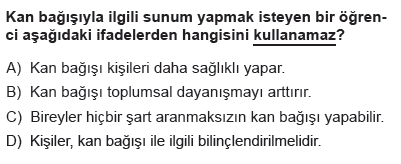 Kan bağışıyla ilgili sunum yapmak isteyen bir öğren-
ci aşağıdaki ifadelerden hangisini kullanamaz?
A) Kan bağışı kişileri daha sağlıklı yapar.
B) Kan bağışı toplumsal dayanışmayı arttırır.
C) Bireyler hiçbir şart aranmaksızın kan bağışı yapabilir.
D) Kişiler, kan bağışı ile ilgili bilinçlendirilmelidir.